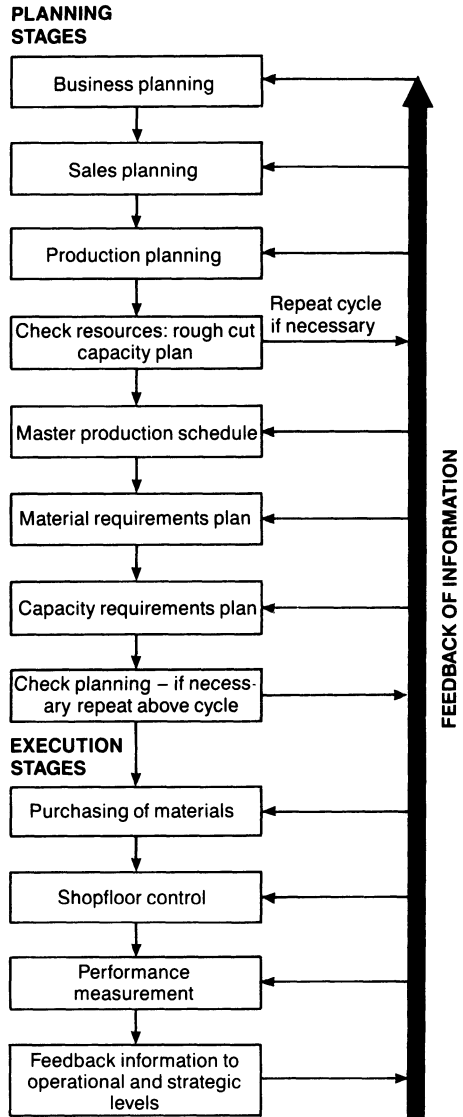 PLANNING
STAGES
Business planning
Sales planning
Production planning
Check resources: rough cut
capacity plan
Repeat cycle
if necessary
Master production schedule
Material requirements plan
Capacity requirements plan
Check planning – if necess-
ary repeat above cycle
EXECUTION
STAGES
Purchasing of materials
Shopfloor control
Performance
measurement
Feedback information to
operational and strategic
levels
FEEDBACK OF INFORMATION